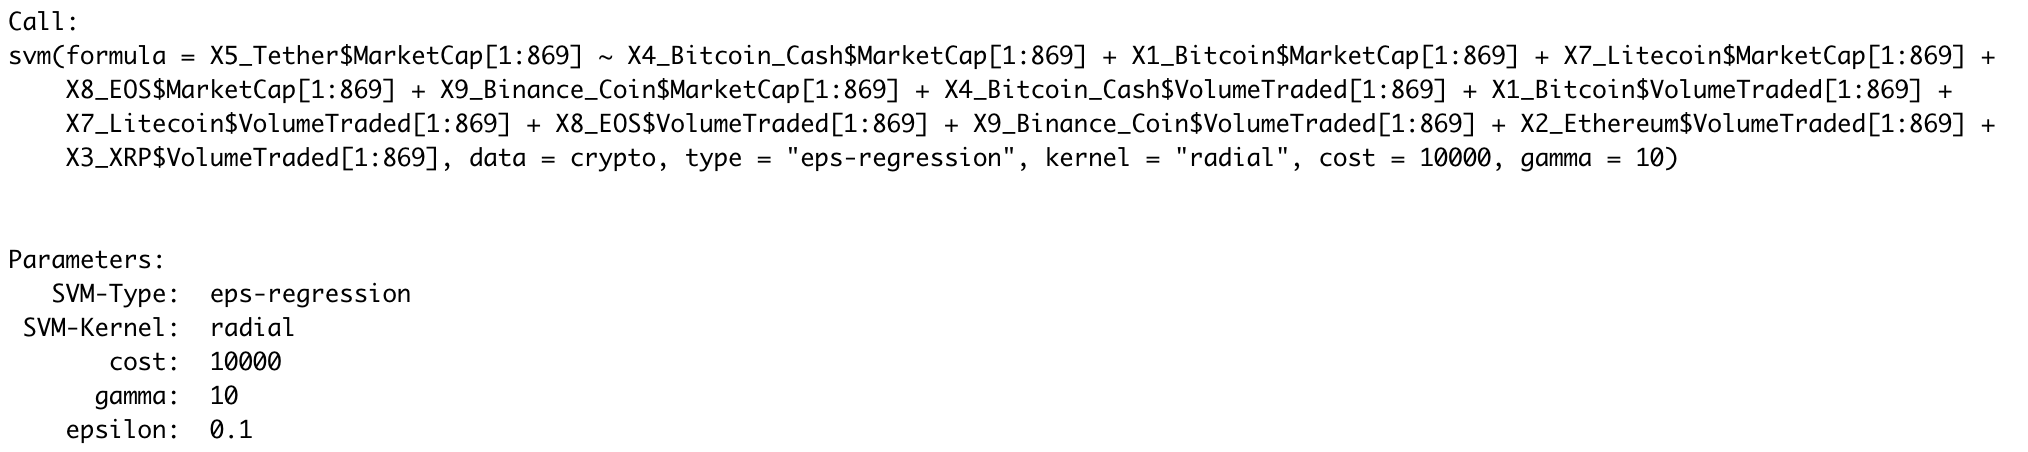 Call:
svm(formula = X5_Tether$MarketCap[1:869] ~ X4_Bitcoin_Cash$MarketCap[1:869] + X1_Bitcoin$MarketCap[1:869] + X7_Litecoin$MarketCap[1:869] +
    X8_EOS$MarketCap[1:869] + X9_Binance_Coin$MarketCap[1:869] + X4_Bitcoin_Cash$VolumeTraded[1:869] + X1_Bitcoin$VolumeTraded[1:869] +
    X7_Litecoin$VolumeTraded[1:869] + X8_EOS$VolumeTraded[1:869] + X9_Binance_Coin$VolumeTraded[1:869] + X2_Ethereum$VolumeTraded[1:869] +
    X3_XRP$VolumeTraded[1:869], data = crypto, type = "eps-regression", kernel = "radial", cost = 10000, gamma = 10)
Parameters:
   SVM-Type:  eps-regression
 SVM-Kernel:  radial
       cost:  10000
      gamma:  10
    epsilon:  0.1